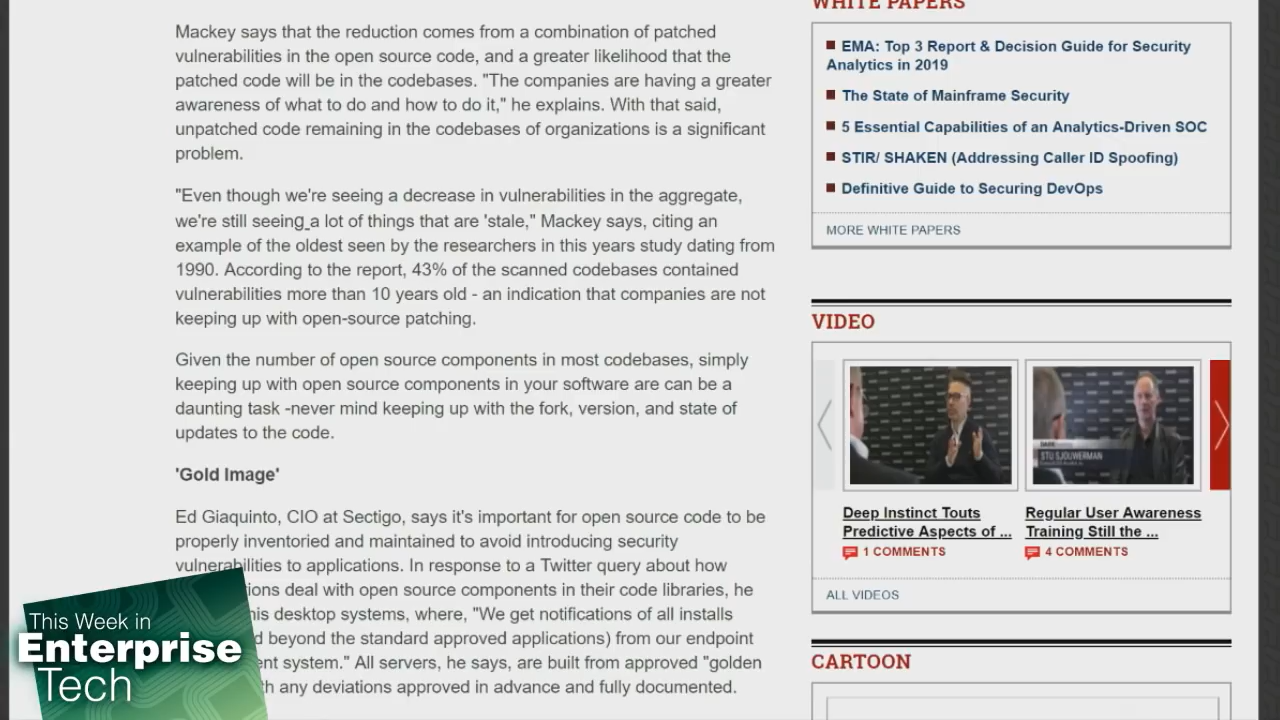 Mackey says that the reduction comes from a combination of patched
vulnerabilities in the open source code, and a greater likelihood that the
patched code will be in the codebases. "The companies are having a greater
awareness of what to do and how to do it," he explains. With that said,
unpatched code remaining in the codebases of organizations is a significant
problem.
"Even though we're seeing a decrease in vulnerabilities in the aggregate,
we're still seeing a lot of things that are 'stale,'' Mackey says, citing an
example of the oldest seen by the researchers in this years study dating from
1990. According to the report, 43% of the scanned codebases contained
vulnerabilities more than 10 years old - an indication that companies are not
keeping up with open-source patching.
Given the number of open source components in most codebases, simply
keeping up with open source components in your software are can be a
daunting task -never mind keeping up with the fork, version, and state of
updates to the code.
'Gold Image'
Ed Giaquinto, CIO at Sectigo, says it's important for open source code to be
properly inventoried and maintained to avoid introducing security
vulnerabilities to applications. In response to a Twitter query about how
ions deal with open source components in their code libraries, he
his desktop systems, where, "We get notifications of all installs
d beyond the standard approved applications) from our endpoint
ent system." All servers, he says, are built from approved "golden
th any deviations approved in advance and fully documented.
This Week in
Enterprise
Tech
WHITE PAPERS
EMA: Top 3 Report & Decision Guide for Security
Analytics in 2019
The State of Mainframe Security
5 Essential Capabilities of an Analytics-Driven SOC
STIR/ SHAKEN (Addressing Caller ID Spoofing)
Definitive Guide to Securing DevOps
MORE WHITE PAPERS
VIDEO
STU SJOUWERMAN
Deep Instinct Touts
Predictive Aspects of ...
1 COMMENTS
Regular User Awareness
Training Still the ...
4 COMMENTS
ALL VIDEOS
CARTOON